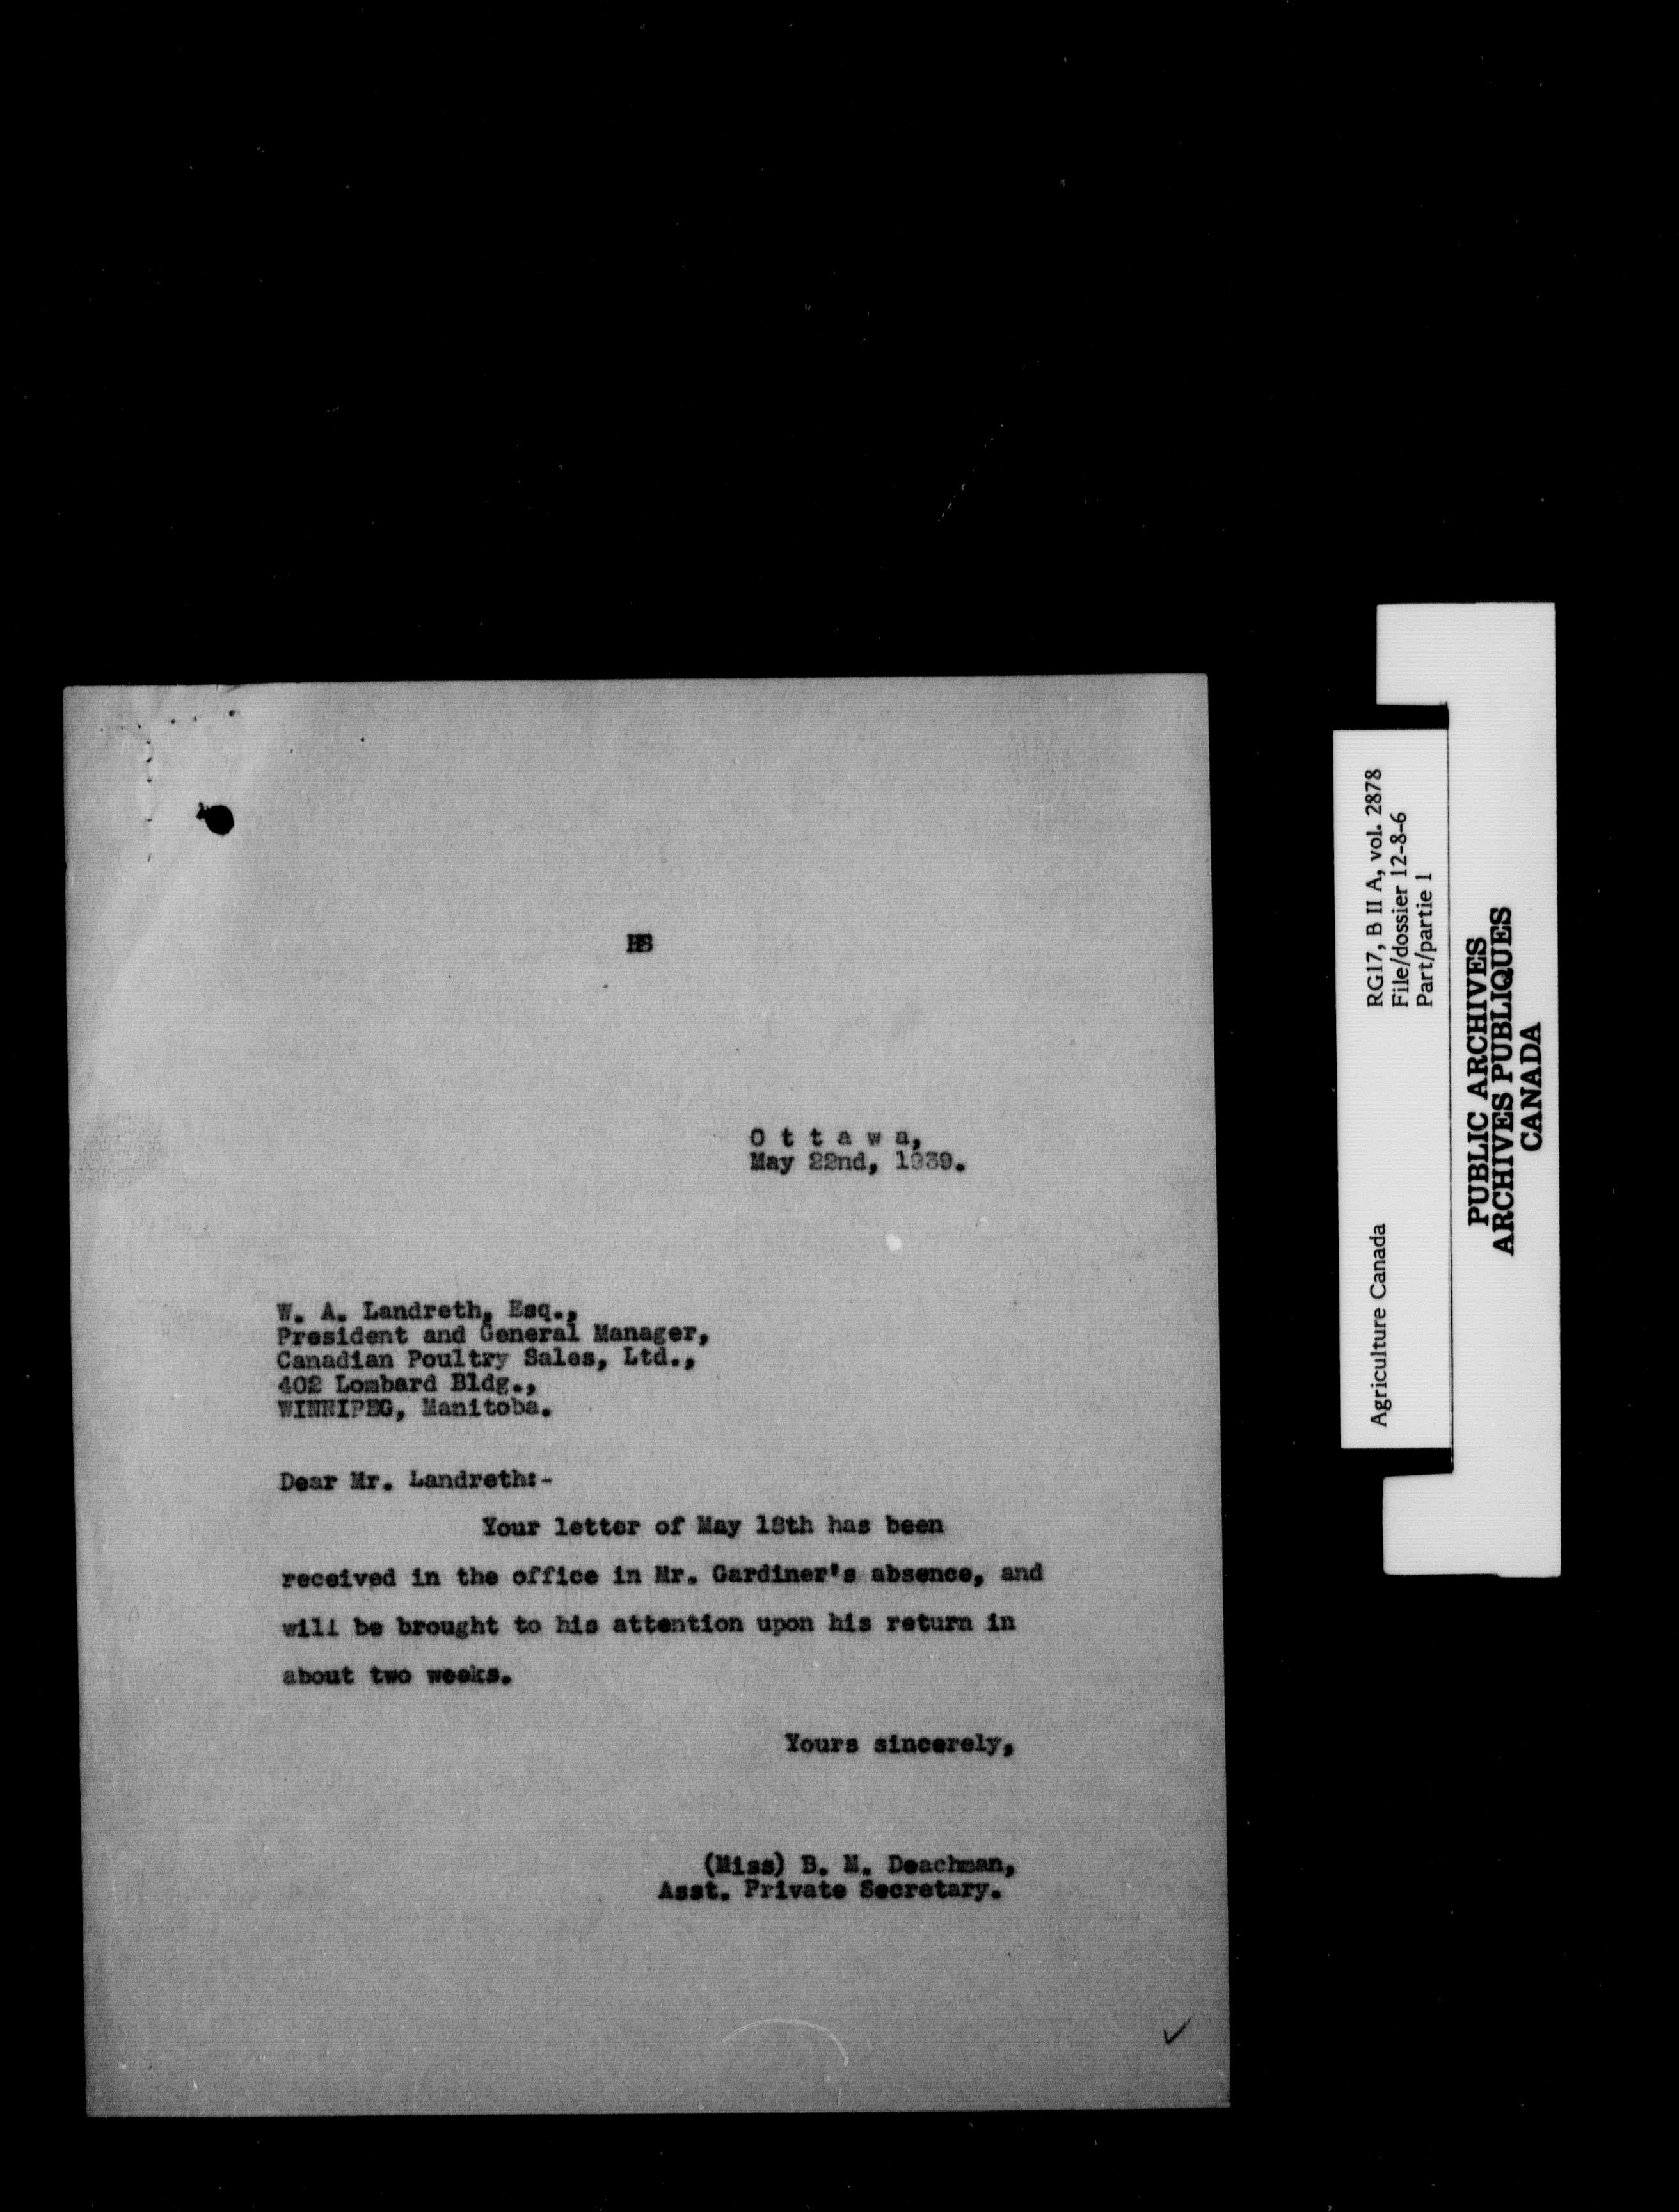 HB
O t t a w a,
May 22nd, 1939.
W. A. Landreth, Esq.,
President and General Manager,
Canadian Poultry Sales, Ltd.,
402 Lombard Bldg.,
WINNIPEG, Manitoba.
Dear Mr. Landreth:-
Your letter of May 18th has been
received in the office in Mr. Gardiner's absence, and
will be brought to his attention upon his return in
about two weeks.
Yours sincerely,
(Miss) B. M. Deachman,
Asst. Private Secretary.
Agriculture Canada
RG17, B II A, vol. 2878
File/dossier 12-8-6
Part/partie 1
PUBLIC ARCHIVES
ARCHIVES PUBLIQUES
CANADA